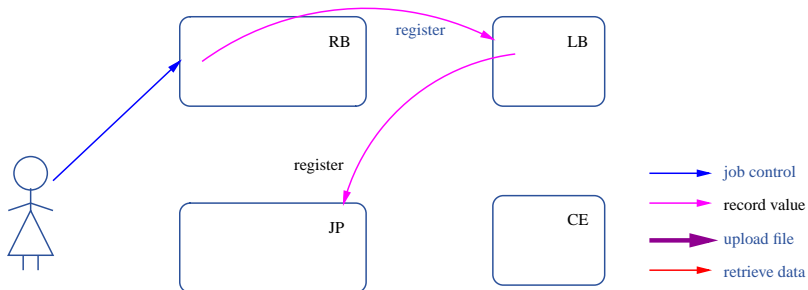 RB
register
LB
register
JP
CE
job control
record value
upload file
retrieve data